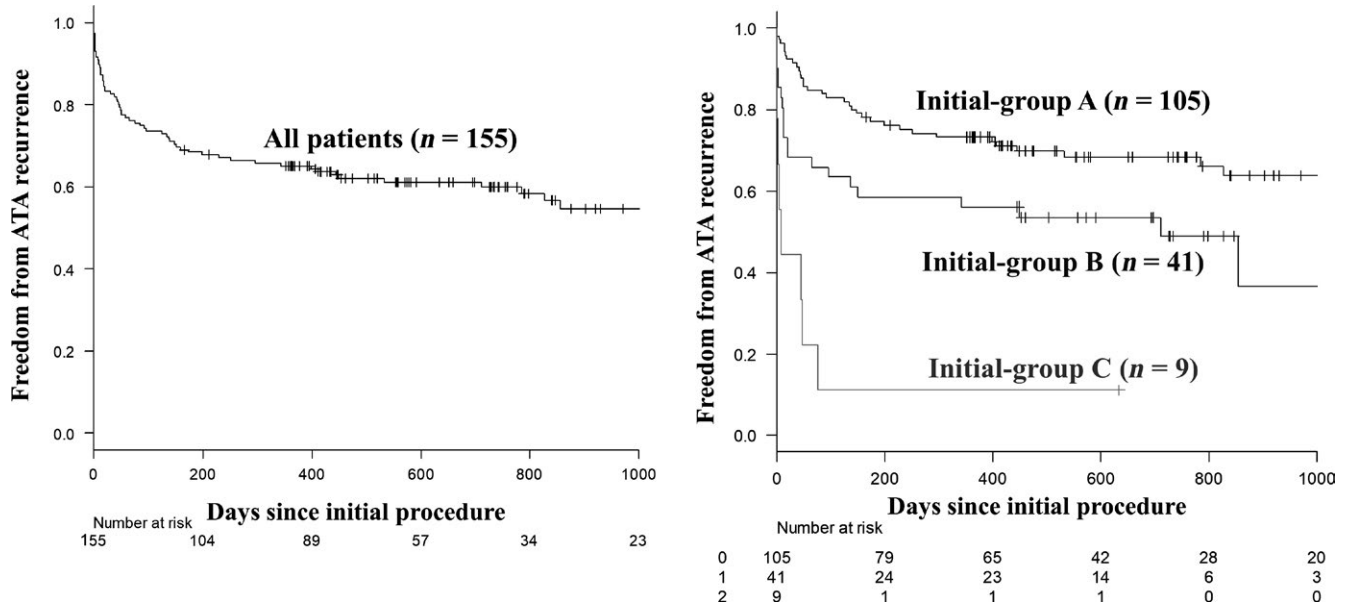 Freedom from ATA recurrence
1.0
0.8
0.6
0.4
0.2
0.0
All patients (n = 155)
0 200 400 600 800 1000
Days since initial procedure
Number at risk
155 104 89 57 34 23
Freedom from ATA recurrence
1.0
0.8
0.6
0.4
0.2
0.0
Initial-group A (n = 105)
Initial-group B (n = 41)
Initial-group C (n = 9)
0 200 400 600 800 1000
Days since initial procedure
Number at risk
0 105 79 65 42 28 20
1 41 24 23 14 6 3
2 9 1 1 1 0 0